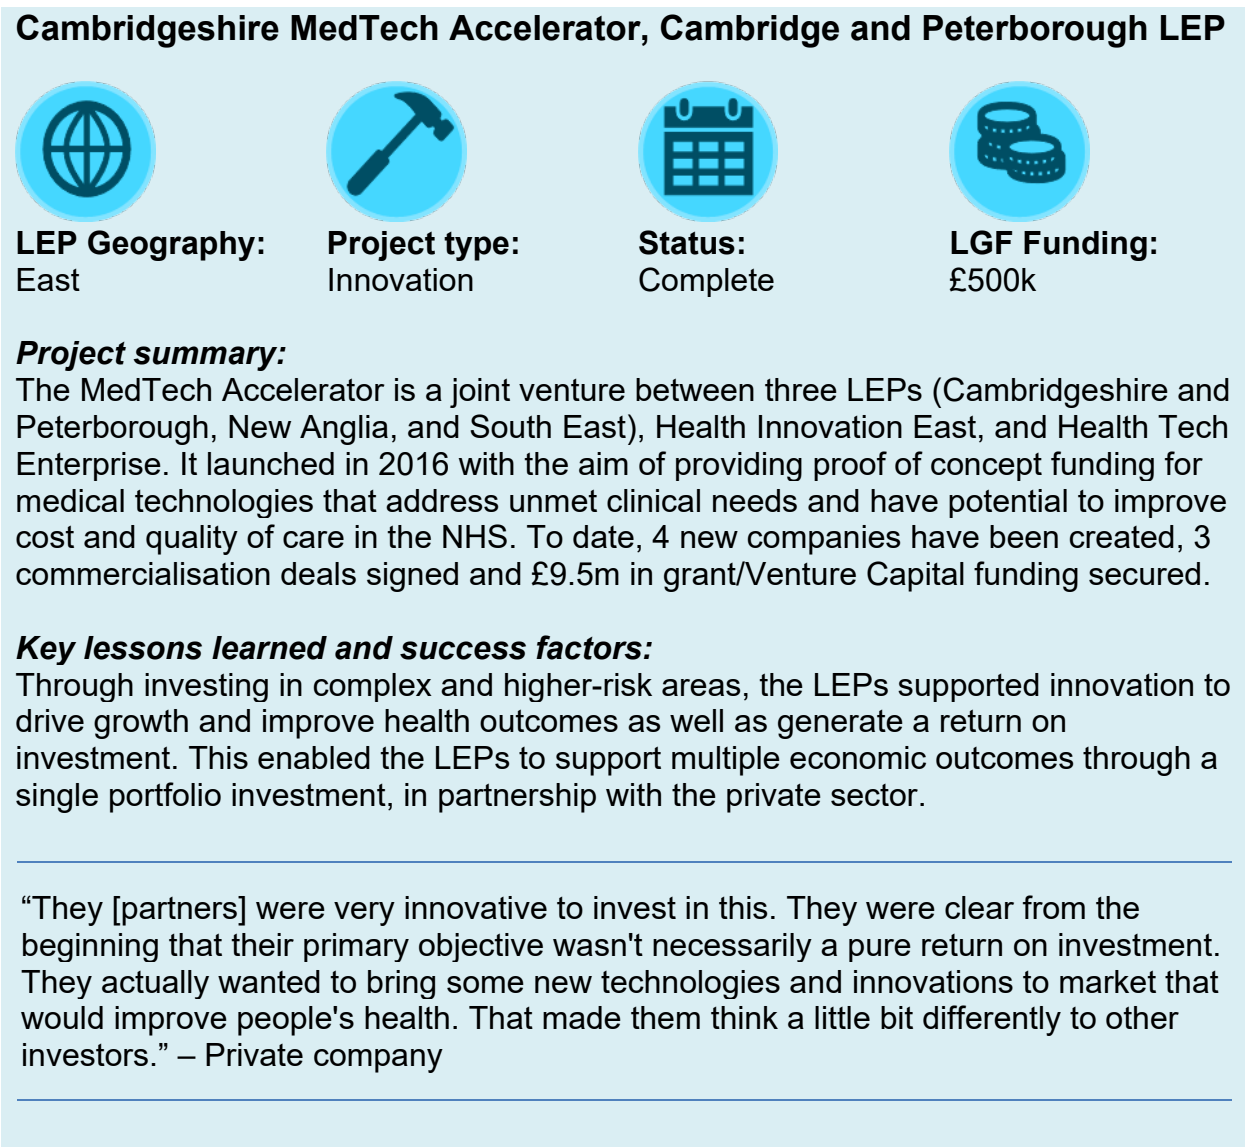 Cambridgeshire MedTech Accelerator, Cambridge and Peterborough LEP
LEP Geography:
East
Project type:
Innovation
Status:
Complete
LGF Funding:
£500k
Project summary:
The MedTech Accelerator is a joint venture between three LEPs (Cambridgeshire and
Peterborough, New Anglia, and South East), Health Innovation East, and Health Tech
Enterprise. It launched in 2016 with the aim of providing proof of concept funding for
medical technologies that address unmet clinical needs and have potential to improve
cost and quality of care in the NHS. To date, 4 new companies have been created, 3
commercialisation deals signed and £9.5m in grant/Venture Capital funding secured.
Key lessons learned and success factors:
Through investing in complex and higher-risk areas, the LEPs supported innovation to
drive growth and improve health outcomes as well as generate a return on
investment. This enabled the LEPs to support multiple economic outcomes through a
single portfolio investment, in partnership with the private sector.
“They [partners] were very innovative to invest in this. They were clear from the
beginning that their primary objective wasn't necessarily a pure return on investment.
They actually wanted to bring some new technologies and innovations to market that
would improve people's health. That made them think a little bit differently to other
investors.” – Private company